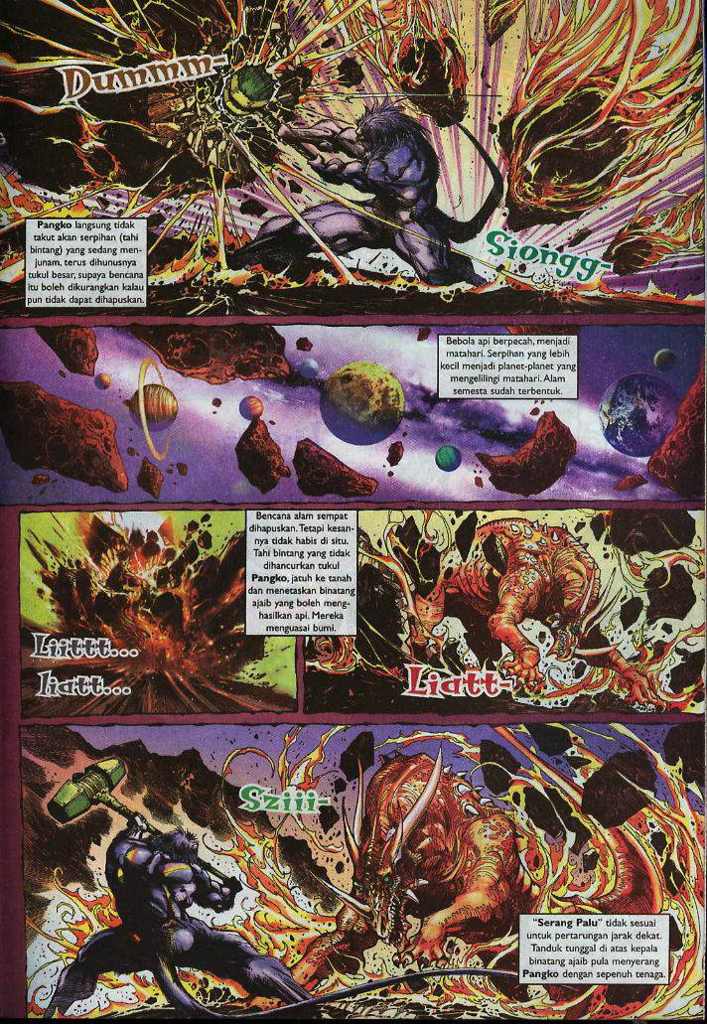 Dummm-
Pangko langsung tidak
takut akan serpihan (tahi
bintang) yang sedang men-
junam, terus dihunusnya
tukul besar, supaya bencana
itu boleh dikurangkan kalau
pun tidak dapat dihapuskan.
Siongg-
Bebola api berpecah, menjadi
matahari. Serpihan yang lebih
kecil menjadi planet-planet yang
mengelilingi matahari. Alam
semesta sudah terbentuk.
Bencana alam sempat
dihapuskan. Tetapi kesan-
nya tidak habis di situ.
Tahi bintang yang tidak
dihancurkan tukul
Pangko, jatuh ke tanah
dan menetaskan binatang
ajaib yang boleh meng-
hasilkan api. Mereka
menguasai bumi.
Liittt...
liatt...
Liatt-
Sziii-
"Serang Palu" tidak sesuai
untuk pertarungan jarak dekat.
Tanduk tunggal di atas kepala
binatang ajaib pula menyerang
Pangko dengan sepenuh tenaga.